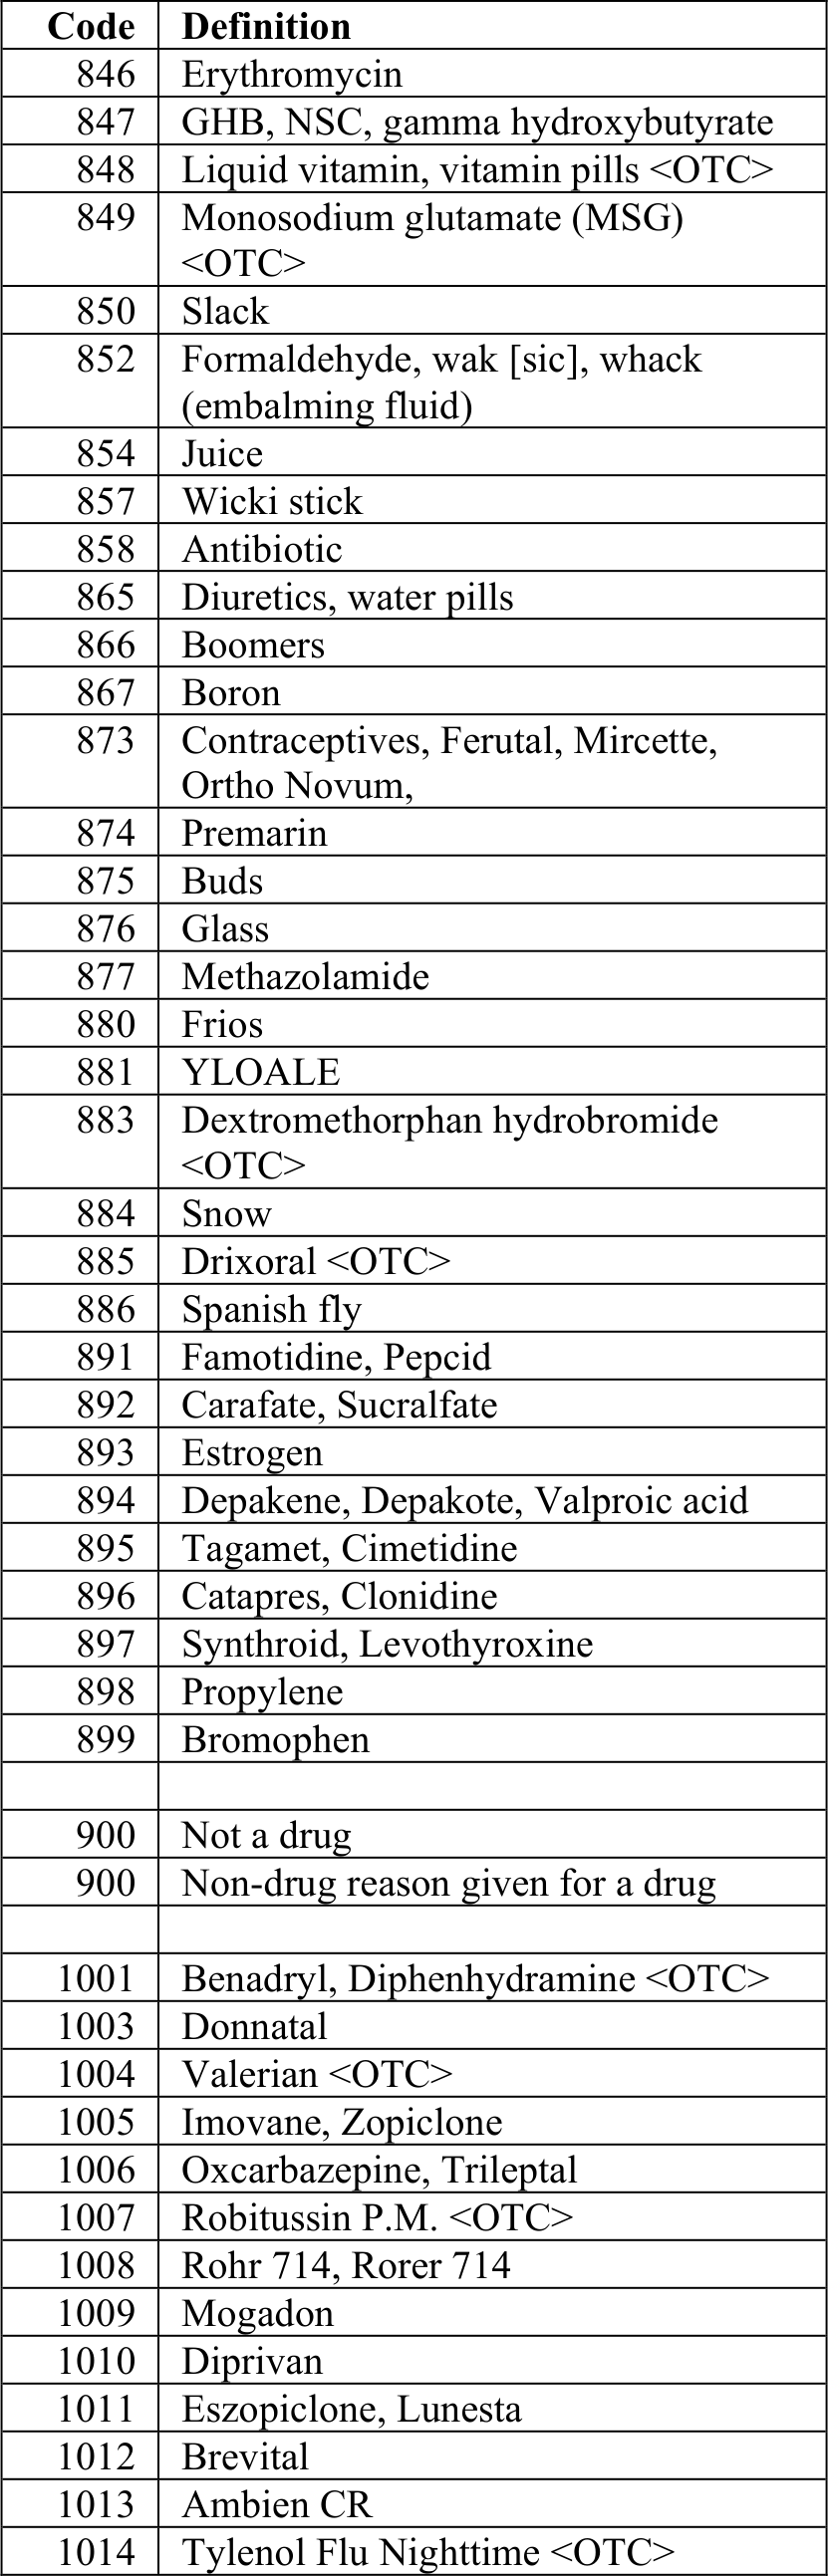 Code Definition
846 Erythromycin
847 GHB, NSC, gamma hydroxybutyrate
848 Liquid vitamin, vitamin pills <OTC>
849 Monosodium glutamate (MSG)
<OTC>
850 Slack
852 Formaldehyde, wak [sic], whack
(embalming fluid)
854 Juice
857 Wicki stick
858 Antibiotic
865 Diuretics, water pills
866 Boomers
867 Boron
873 Contraceptives, Ferutal, Mircette,
Ortho Novum,
874 Premarin
875 Buds
876 Glass
877 Methazolamide
880 Frios
881 YLOALE
883 Dextromethorphan hydrobromide
<OTC>
884 Snow
885 Drixoral <OTC>
886 Spanish fly
891 Famotidine, Pepcid
892 Carafate, Sucralfate
893 Estrogen
894 Depakene, Depakote, Valproic acid
895 Tagamet, Cimetidine
896 Catapres, Clonidine
897 Synthroid, Levothyroxine
898 Propylene
899 Bromophen
900 Not a drug
900 Non-drug reason given for a drug
1001 Benadryl, Diphenhydramine <OTC>
1003 Donnatal
1004 Valerian <OTC>
1005 Imovane, Zopiclone
1006 Oxcarbazepine, Trileptal
1007 Robitussin P.M. <OTC>
1008 Rohr 714, Rorer 714
1009 Mogadon
1010 Diprivan
1011 Eszopiclone, Lunesta
1012 Brevital
1013 Ambien CR
1014 Tylenol Flu Nighttime <OTC>